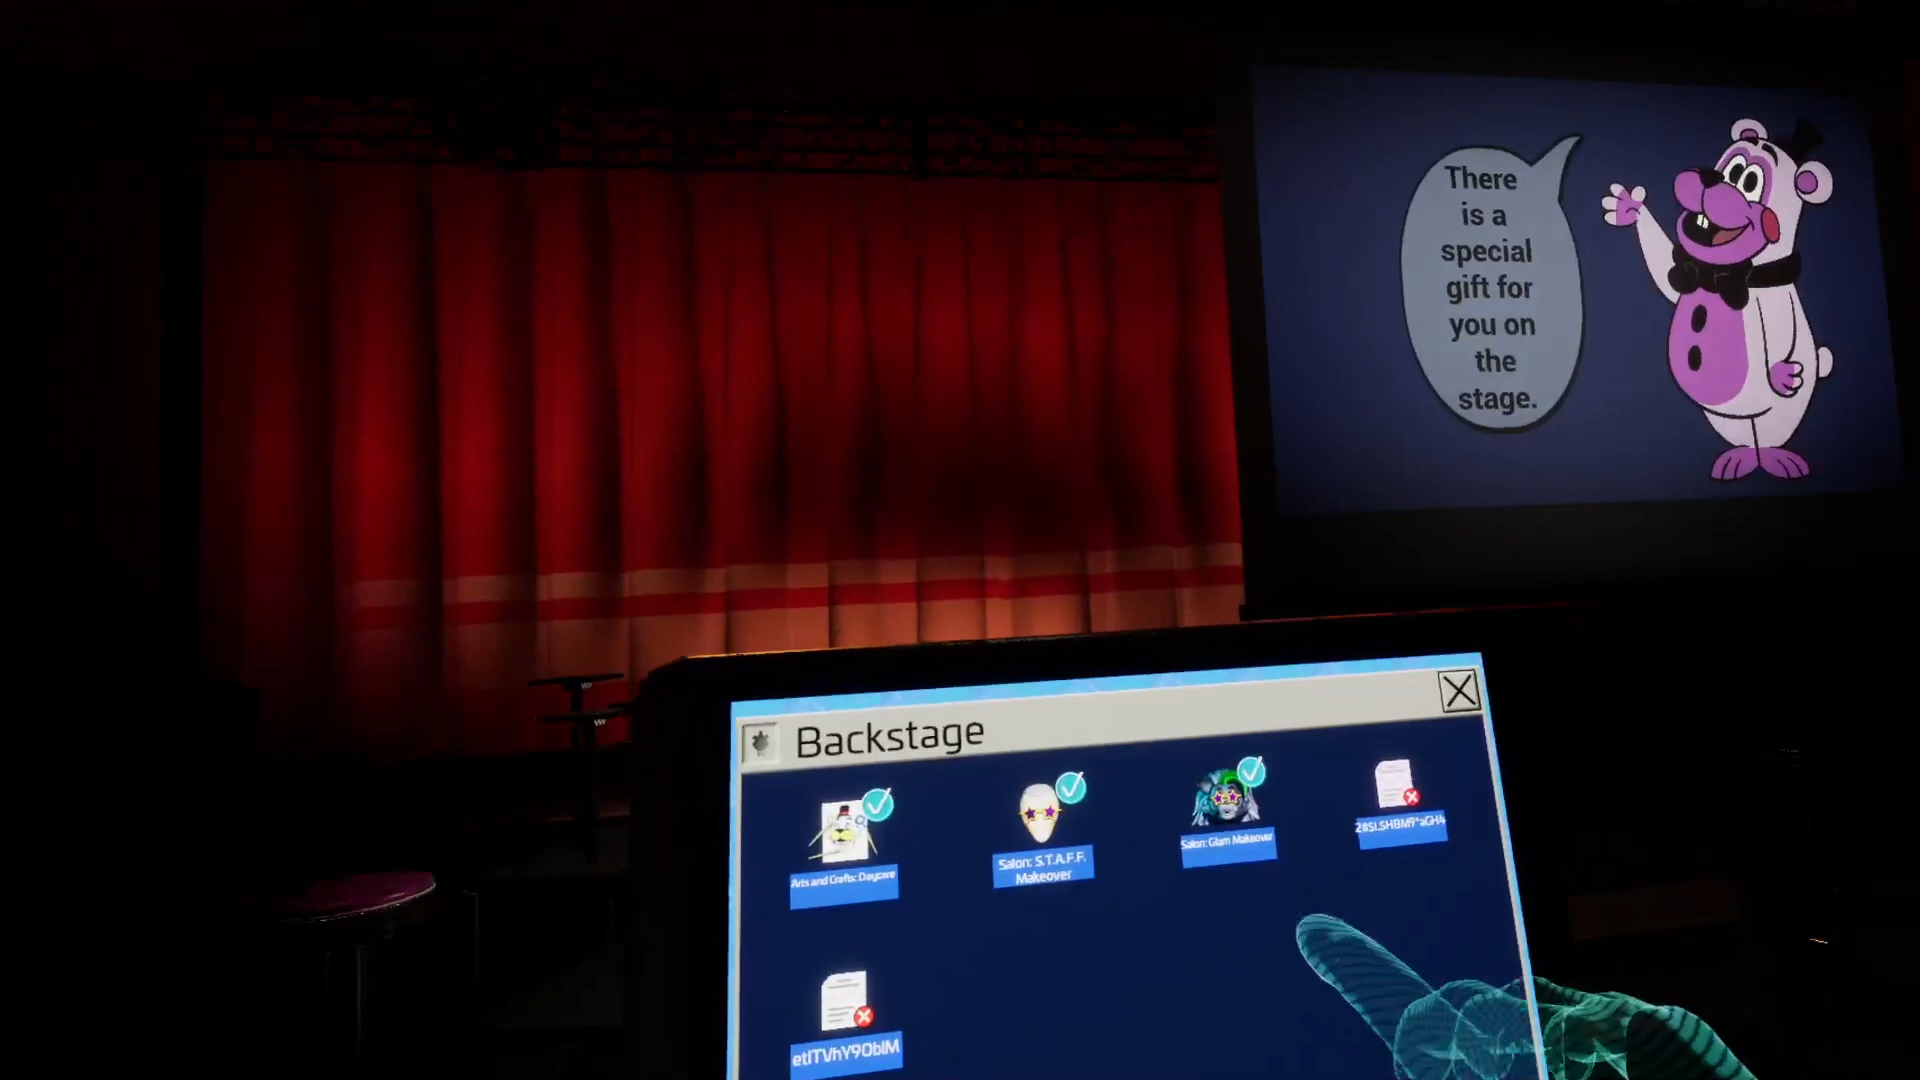 There
is a
special
gift for
you on
the
stage.
Backstage
Arts and Crafts: Daycare
Salon: S.T.A.F.F.
Makeover
Salon: Glam Makeover